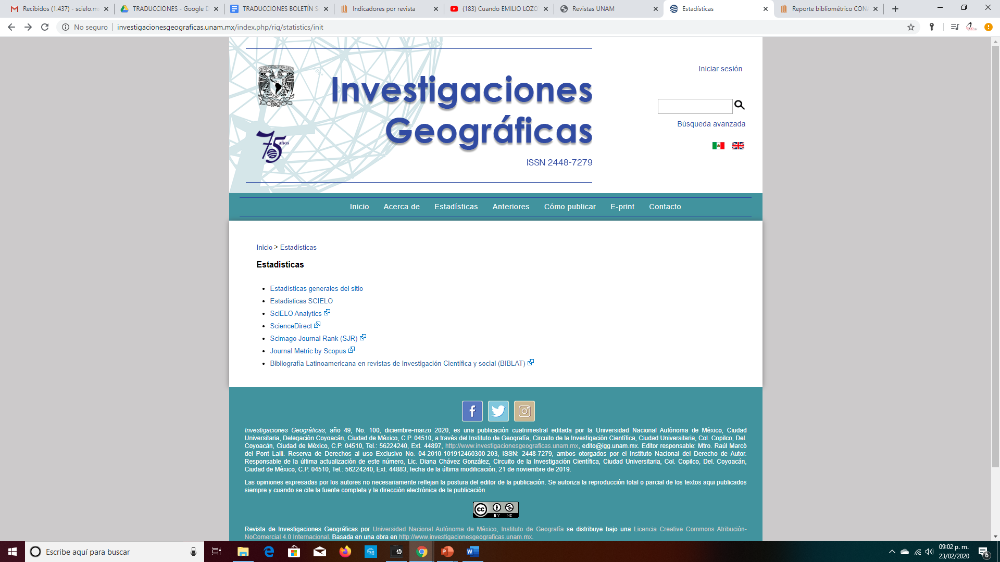 Recibidos (1.437) - scielo.m
TRADUCCIONES - Google D
TRADUCCIONES BOLETÍN S
Indicadores por revista
(183) Cuando EMILIO LOZO
Revistas UNAM
Estadísticas
Reporte bibliométrico CON
No seguro
investigacionesgeograficas.unam.mx/index.php/rig/statistics/init
Iniciar sesión
Investigaciones
Geográficas
75 años
ISSN 2448-7279
Búsqueda avanzada
Inicio
Acerca de
Estadísticas
Anteriores
Cómo publicar
E-print
Contacto
Inicio > Estadísticas
Estadisticas
Estadísticas generales del sitio
Estadisticas SCIELO
SciELO Analytics
ScienceDirect
Scimago Journal Rank (SJR)
Journal Metric by Scopus
Bibliografía Latinoamericana en revistas de Investigación Científica y social (BIBLAT)
Investigaciones Geográficas, año 49, No. 100, diciembre-marzo 2020, es una publicación cuatrimestral editada por la Universidad Nacional Autónoma de México, Ciudad
Universitaria, Delegación Coyoacán, Ciudad de México, C.P. 04510, a través del Instituto de Geografía, Circuito de la Investigación Científica, Ciudad Universitaria, Col. Copilco, Del.
Coyoacán, Ciudad de México, C.P. 04510, Tel.: 56224240, Ext. 44897, http://www.investigacionesgeograficas.unam.mx, edito@igg.unam.mx. Editor responsable: Mtro. Raúl Marcó
del Pont Lalli. Reserva de Derechos al uso Exclusivo No. 04-2010-101912460300-203, ISSN: 2448-7279, ambos otorgados por el Instituto Nacional del Derecho de Autor.
Responsable de la última actualización de este número, Lic. Diana Chávez González, Circuito de la Investigación Científica, Ciudad Universitaria, Col. Copilco, Del. Coyoacán,
Ciudad de México, C.P. 04510, Tel.: 56224240, Ext. 44883, fecha de la última modificación, 21 de noviembre de 2019.
Las opiniones expresadas por los autores no necesariamente reflejan la postura del editor de la publicación. Se autoriza la reproducción total o parcial de los textos aqui publicados
siempre y cuando se cite la fuente completa y la dirección electrónica de la publicación.
cc BY NC
Revista de Investigaciones Geográficas por Universidad Nacional Autónoma de México, Instituto de Geografía se distribuye bajo una Licencia Creative Commons Atribución-
NoComercial 4.0 Internacional. Basada en una obra en http://www.investigacionesgeograficas.unam.mx.
Escribe aquí para buscar
09:02 p. m.
23/02/2020
6